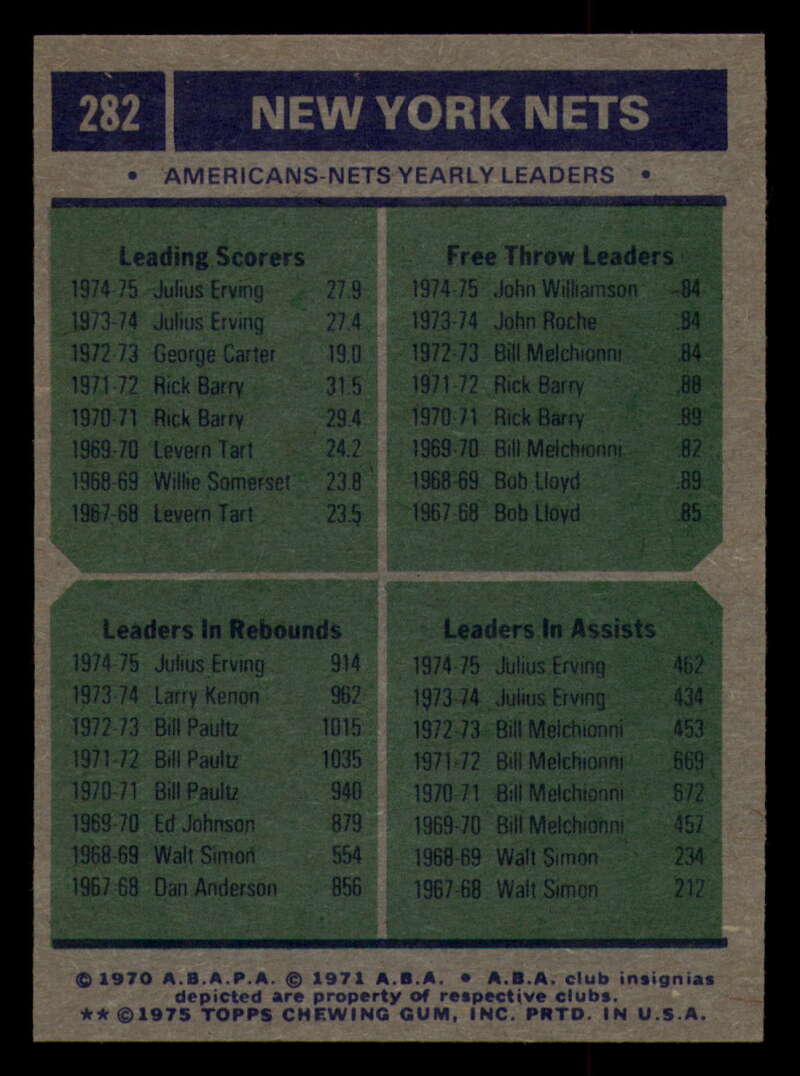 282 NEW YORK NETS
• AMERICANS-NETS YEARLY LEADERS •
Leading Scorers
1974-75 Julius Erving 27.9
1973-74 Julius Erving 27.4
1972-73 George Carter 19.0
1971-72 Rick Barry 31.5
1970-71 Rick Barry 29.4
1969-70 Levern Tart 24.2
1968-69 Willie Somerset 23.8
1967-68 Levern Tart 23.5
Free Throw Leaders
1974-75 John Williamson .84
1973-74 John Roche .84
1972-73 Bill Melchionni .84
1971-72 Rick Barry .88
1970-71 Rick Barry .89
1969-70 Bill Melchionni .82
1968-69 Bob Lloyd .89
1967-68 Bob Lloyd .85
Leaders In Rebounds
1974-75 Julius Erving 914
1973-74 Larry Kenon 962
1972-73 Bill Paultz 1015
1971-72 Bill Paultz 1035
1970-71 Bill Paultz 940
1969-70 Ed Johnson 879
1968-69 Walt Simon 554
1967-68 Dan Anderson 856
Leaders In Assists
1974-75 Julius Erving 462
1973-74 Julius Erving 434
1972-73 Bill Melchionni 453
1971-72 Bill Melchionni 669
1970-71 Bill Melchionni 672
1969-70 Bill Melchionni 457
1968-69 Walt Simon 234
1967-68 Walt Simon 212
© 1970 A.B.A.P.A. © 1971 A.B.A. • A.B.A. club insignias
depicted are property of respective clubs.
** ©1975 TOPPS CHEWING GUM, INC. PRTD. IN U.S.A.